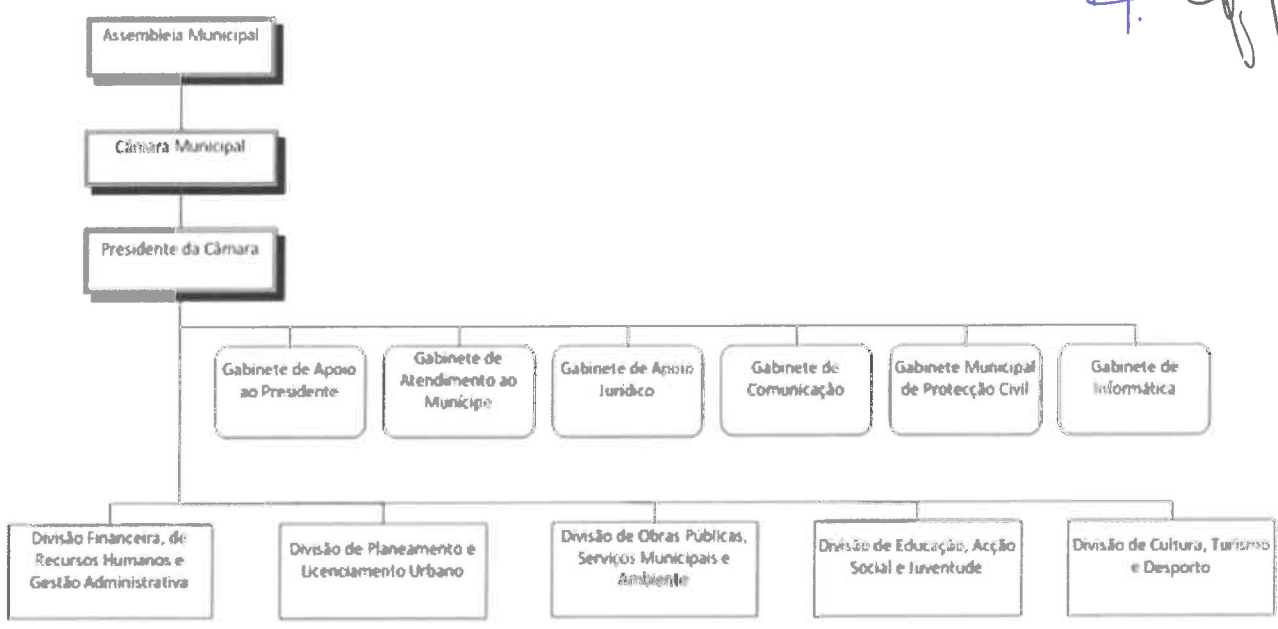 Assembleia Municipal
Câmara Municipal
Presidente da Câmara
Gabinete de Apoio
ao Presidente
Gabinete de
Atendimento ao
Munícipe
Gabinete de Apoio
Jurídico
Gabinete de
Comunicação
Gabinete Municipal
de Protecção Civil
Gabinete de
Informática
Divisão Financeira, de
Recursos Humanos e
Gestão Administrativa
Divisão de Planeamento e
Licenciamento Urbano
Divisão de Obras Públicas,
Serviços Municipais e
Ambiente
Divisão de Educação, Acção
Social e Juventude
Divisão de Cultura, Turismo
e Desporto